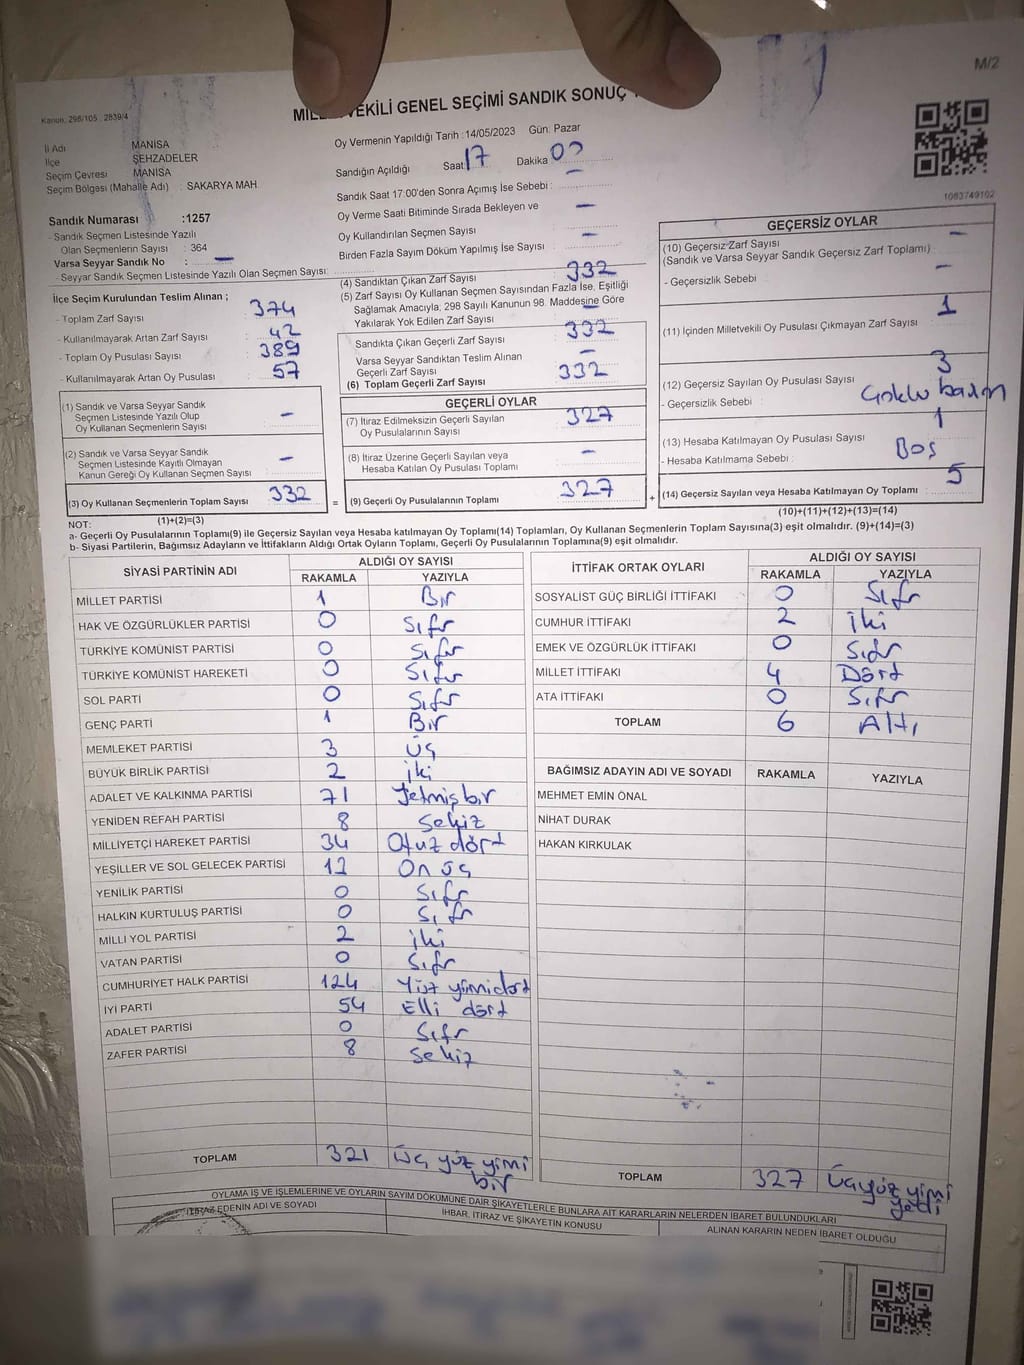 M/2
Kanun, 298/105 , 2839/4
VEKİLİ GENEL SEÇİMİ SANDIK SONUÇ
İl Adı MANİSA
İlçe ŞEHZADELER
Seçim Çevresi MANİSA
Seçim Bölgesi (Mahalle Adı) : SAKARYA MAH.
Oy Vermenin Yapıldığı Tarih : 14/05/2023 Gün: Pazar
Sandığın Açıldığı Saat 17 Dakika 00
Sandık Saat 17:00'den Sonra Açımış İse Sebebi : -
Oy Verme Saati Bitiminde Sırada Bekleyen ve
Oy Kullandırılan Seçmen Sayısı -
Birden Fazla Sayım Döküm Yapılmış İse Sayısı -
1083749102
Sandık Numarası :1257
- Sandık Seçmen Listesinde Yazılı
Olan Seçmenlerin Sayısı : 364
Varsa Seyyar Sandık No : -
- Seyyar Sandık Seçmen Listesinde Yazılı Olan Seçmen Sayısı:
İlçe Seçim Kurulundan Teslim Alınan ;
- Toplam Zarf Sayısı 374
- Kullanılmayarak Artan Zarf Sayısı : 42
- Toplam Oy Pusulası Sayısı 389
- Kullanılmayarak Artan Oy Pusulası 57
(4) Sandıktan Çıkan Zarf Sayısı 332
(5) Zarf Sayısı Oy Kullanan Seçmen Sayısından Fazla İse, Eşitliği
Sağlamak Amacıyla, 298 Sayılı Kanunun 98. Maddesine Göre
Yakılarak Yok Edilen Zarf Sayısı -
Sandıkta Çıkan Geçerli Zarf Sayısı 332
Varsa Seyyar Sandıktan Teslim Alınan
Geçerli Zarf Sayısı -
(6) Toplam Geçerli Zarf Sayısı 332
GEÇERSİZ OYLAR
(10) Geçersiz Zarf Sayısı -
(Sandık ve Varsa Seyyar Sandık Geçersiz Zarf Toplamı)
- Geçersizlik Sebebi : -
(11) İçinden Milletvekili Oy Pusulası Çıkmayan Zarf Sayısı 1
(12) Geçersiz Sayılan Oy Pusulası Sayısı 3
- Geçersizlik Sebebi :
(13) Hesaba Katılmayan Oy Pusulası Sayısı 1
- Hesaba Katılmama Sebebi : Boş
(14) Geçersiz Sayılan veya Hesaba Katılmayan Oy Toplamı 5
(10)+(11)+(12)+(13)=(14)
(1) Sandık ve Varsa Seyyar Sandık
Seçmen Listesinde Yazılı Olup
Oy Kullanan Seçmenlerin Sayısı -
(2) Sandık ve Varsa Seyyar Sandık
Seçmen Listesinde Kayıtlı Olmayan
Kanun Gereği Oy Kullanan Seçmen Sayısı -
(3) Oy Kullanan Seçmenlerin Toplam Sayısı 332
(1)+(2)=(3)
GEÇERLİ OYLAR
(7) İtiraz Edilmeksizin Geçerli Sayılan
Oy Pusulalarının Sayısı 327
(8) İtiraz Üzerine Geçerli Sayılan veya
Hesaba Katılan Oy Pusulası Toplamı -
= (9) Geçerli Oy Pusulalarının Toplamı 327 +
NOT:
a- Geçerli Oy Pusulalarının Toplamı(9) ile Geçersiz Sayılan veya Hesaba katılmayan Oy Toplamı(14) Toplamları, Oy Kullanan Seçmenlerin Toplam Sayısına(3) eşit olmalıdır. (9)+(14)=(3)
b- Siyasi Partilerin, Bağımsız Adayların ve İttifakların Aldığı Ortak Oyların Toplamı, Geçerli Oy Pusulalarının Toplamına(9) eşit olmalıdır.
SİYASİ PARTİNİN ADI ALDIĞI OY SAYISI
RAKAMLA YAZIYLA
MİLLET PARTİSİ 1 Bir
HAK VE ÖZGÜRLÜKLER PARTİSİ 0 Sıfır
TÜRKİYE KOMÜNİST PARTİSİ 0 Sıfır
TÜRKİYE KOMÜNİST HAREKETİ 0 Sıfır
SOL PARTİ 0 Sıfır
GENÇ PARTİ 1 Bir
MEMLEKET PARTİSİ 3 üç
BÜYÜK BİRLİK PARTİSİ 2 iki
ADALET VE KALKINMA PARTİSİ 71 Yetmiş bir
YENİDEN REFAH PARTİSİ 8 Sekiz
MİLLİYETÇİ HAREKET PARTİSİ 34 Otuz dört
YEŞİLLER VE SOL GELECEK PARTİSİ 13 On üç
YENİLİK PARTİSİ 0 Sıfır
HALKIN KURTULUŞ PARTİSİ 0 Sıfır
MİLLİ YOL PARTİSİ 2 iki
VATAN PARTİSİ 0 Sıfır
CUMHURİYET HALK PARTİSİ 124 Yüz yirmidört
İYİ PARTİ 54 Elli dört
ADALET PARTİSİ 0 Sıfır
ZAFER PARTİSİ 8 Sekiz
TOPLAM 321 üç yüz yirmi
bir
İTTİFAK ORTAK OYLARI ALDIĞI OY SAYISI
RAKAMLA YAZIYLA
SOSYALİST GÜÇ BİRLİĞİ İTTİFAKI 0 Sıfır
CUMHUR İTTİFAKI 2 iki
EMEK VE ÖZGÜRLÜK İTTİFAKI 0 Sıfır
MİLLET İTTİFAKI 4 Dört
ATA İTTİFAKI 0 Sıfır
TOPLAM 6 Altı
BAĞIMSIZ ADAYIN ADI VE SOYADI RAKAMLA YAZIYLA
MEHMET EMİN ÖNAL
NİHAT DURAK
HAKAN KIRKULAK
TOPLAM 327 Üçyüz yirmi
yedi
OYLAMA İŞ VE İŞLEMLERİNE VE OYLARIN SAYIM DÖKÜMÜNE DAİR ŞİKAYETLERLE BUNLARA AİT KARARLARIN NELERDEN İBARET BULUNDUKLARI
İTİRAZ EDENİN ADI VE SOYADI İHBAR, İTİRAZ VE ŞİKAYETİN KONUSU ALINAN KARARIN NEDEN İBARET OLDUĞU